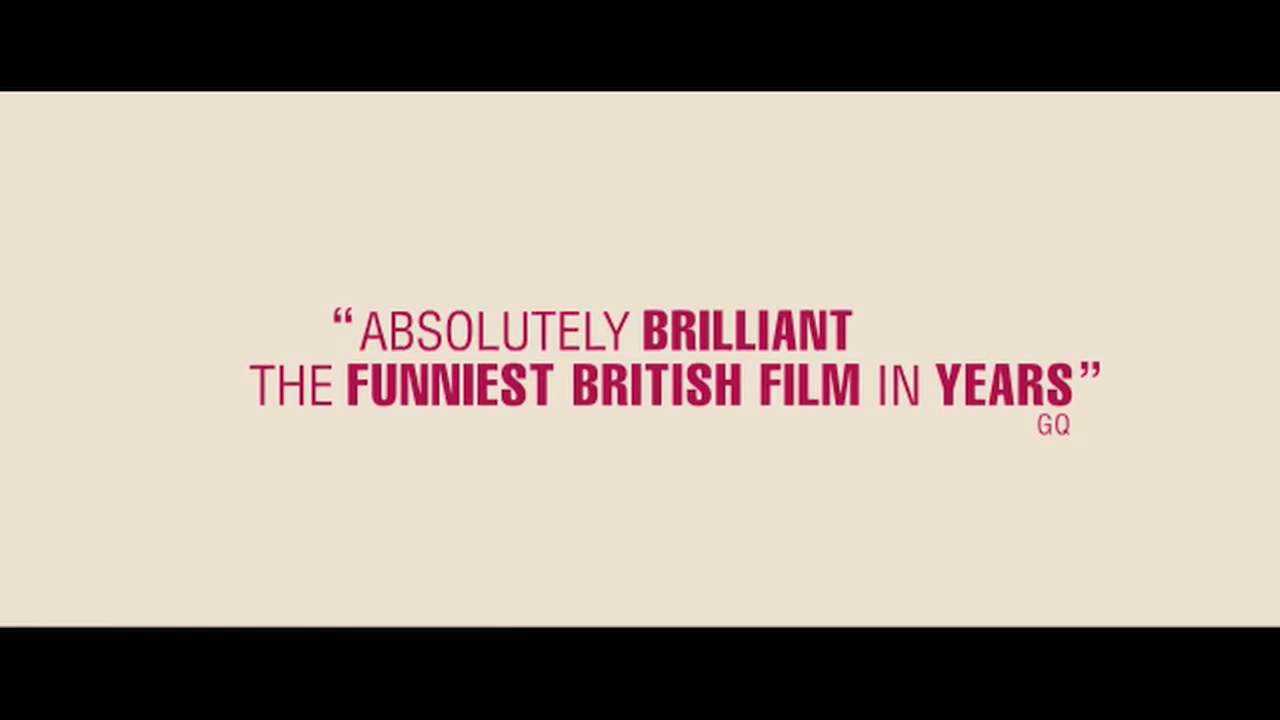 “ABSOLUTELY BRILLIANT
THE FUNNIEST BRITISH FILM IN YEARS”
GQ